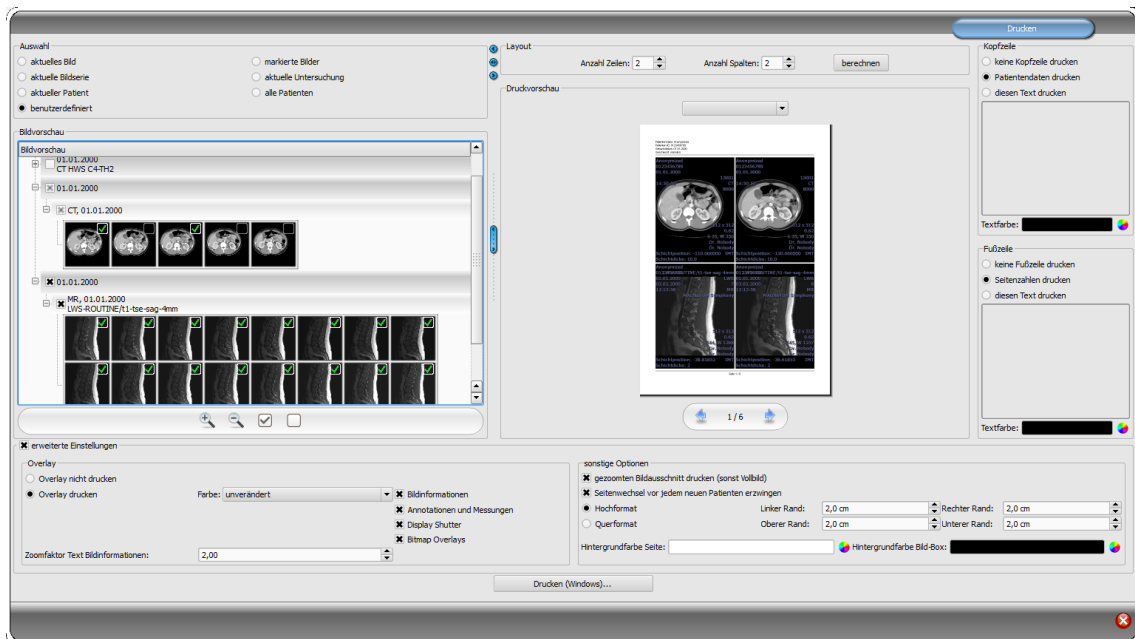 Drucken
Auswahl
aktuelles Bild
markierte Bilder
aktuelle Bildserie
aktuelle Untersuchung
aktueller Patient
alle Patienten
benutzerdefiniert
Layout
Anzahl Zeilen: 2
Anzahl Spalten: 2
berechnen
Druckvorschau
Kopfzeile
keine Kopfzeile drucken
Patientendaten drucken
diesen Text drucken
Textfarbe:
Bildvorschau
Bildvorschau
01.01.2000
CT HWS C4-TH2
01.01.2000
CT, 01.01.2000
01.01.2000
MR, 01.01.2000
LWS-ROUTINE/t1-tse-sag-4mm
1/6
Fußzeile
keine Fußzeile drucken
Seitenzahlen drucken
diesen Text drucken
Textfarbe:
erweiterte Einstellungen
Overlay
Overlay nicht drucken
Overlay drucken
Farbe: unverändert
Bildinformationen
Annotationen und Messungen
Display Shutter
Bitmap Overlays
Zoomfaktor Text Bildinformationen: 2,00
sonstige Optionen
gezoomten Bildausschnitt drucken (sonst Vollbild)
Seitenwechsel vor jedem neuen Patienten erzwingen
Hochformat
Linker Rand: 2,0 cm
Rechter Rand: 2,0 cm
Querformat
Oberer Rand: 2,0 cm
Unterer Rand: 2,0 cm
Hintergrundfarbe Seite:
Hintergrundfarbe Bild-Box:
Drucken (Windows)...